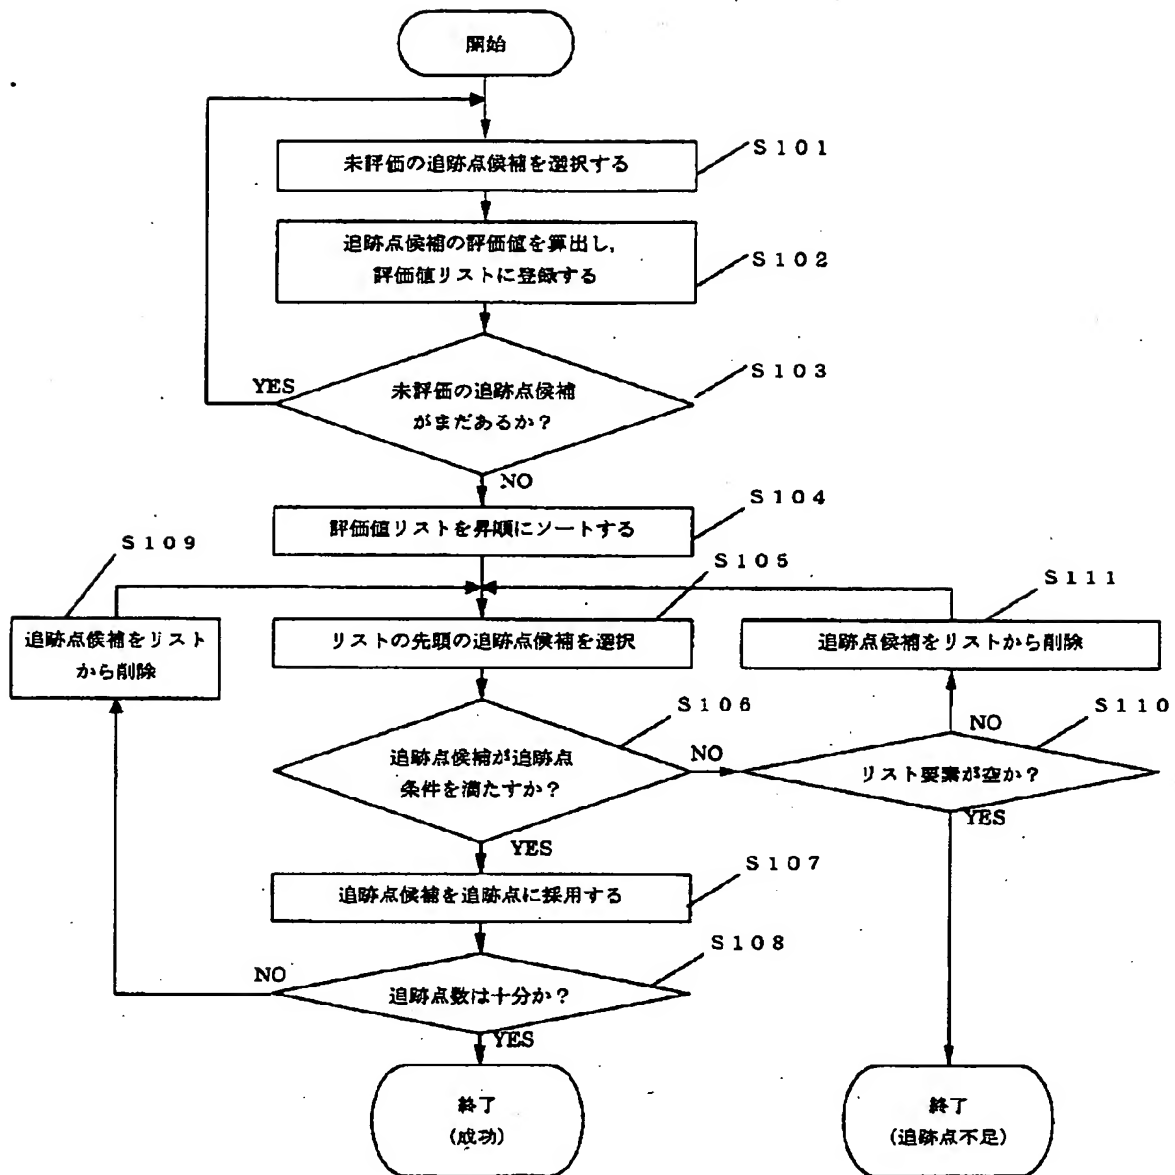 開始
S101
未評価の追跡点候補を選択する
追跡点候補の評価値を算出し,
評価値リストに登録する
S102
S103
YES
未評価の追跡点候補
がまだあるか?
NO
S104
評価値リストを昇順にソートする
S109
S105
S111
追跡点候補をリスト
から削除
リストの先頭の追跡点候補を選択
追跡点候補をリストから削除
S106
S110
NO
NO
追跡点候補が追跡点
条件を満たすか?
リスト要素が空か?
YES
YES
S107
追跡点候補を追跡点に採用する
S108
NO
追跡点数は十分か?
YES
終了
(成功)
終了
(追跡点不足)